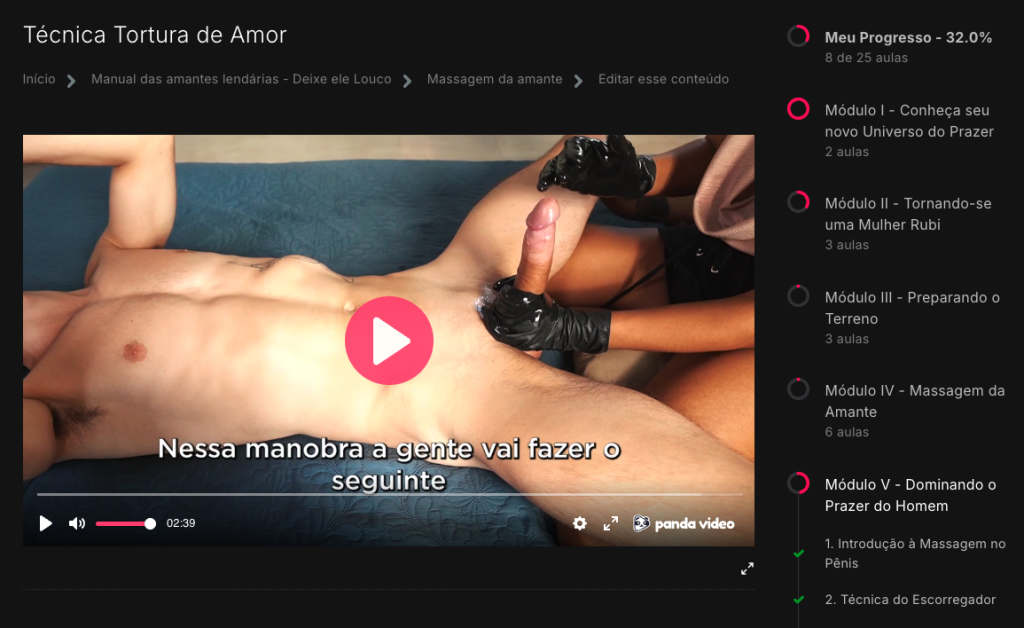 Técnica Tortura de Amor
Início
Manual das amantes lendárias - Deixe ele Louco
Massagem da amante
Editar esse conteúdo
Nessa manobra a gente vai fazer o
seguinte
02:39
panda video
Meu Progresso - 32.0%
8 de 25 aulas
Módulo I - Conheça seu
novo Universo do Prazer
2 aulas
Módulo II - Tornando-se
uma Mulher Rubi
3 aulas
Módulo III - Preparando o
Terreno
3 aulas
Módulo IV - Massagem da
Amante
6 aulas
Módulo V - Dominando o
Prazer do Homem
1. Introdução à Massagem no
Pênis
2. Técnica do Escorregador